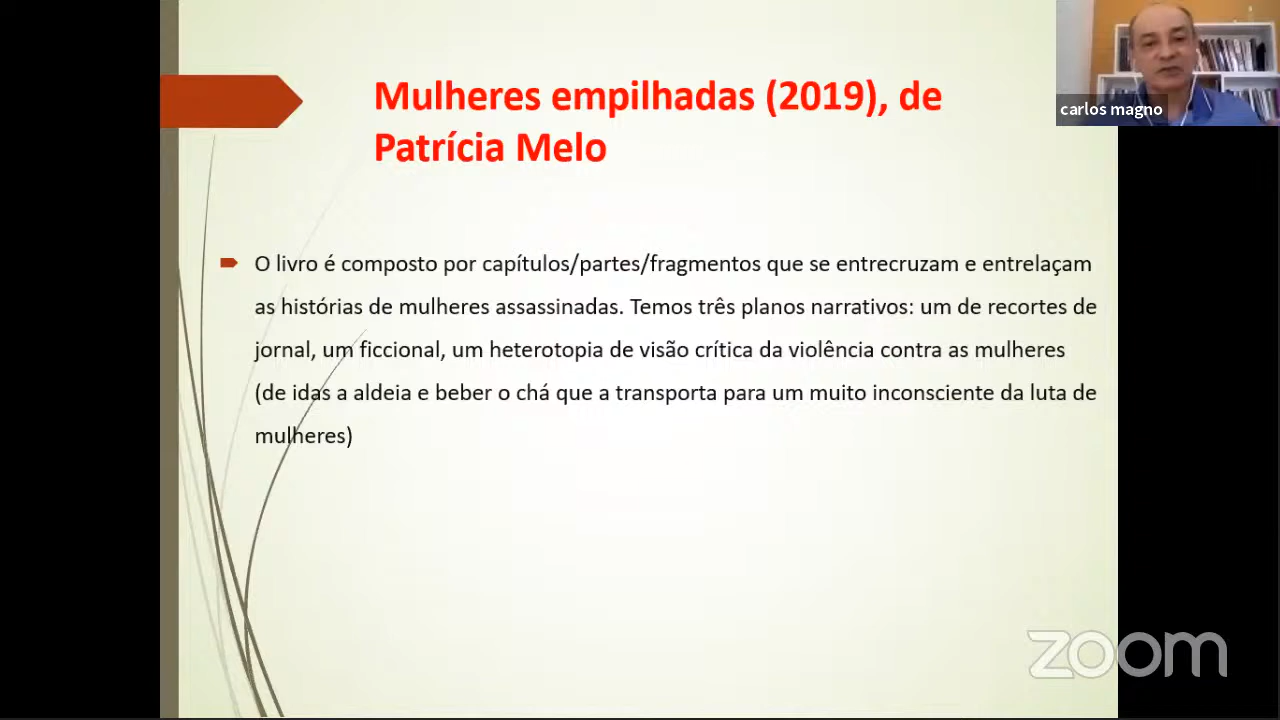 Mulheres empilhadas (2019), de
Patrícia Melo
carlos magno
O livro é composto por capítulos/partes/fragmentos que se entrecruzam e entrelaçam
as histórias de mulheres assassinadas. Temos três planos narrativos: um de recortes de
jornal, um ficcional, um heterotopia de visão crítica da violência contra as mulheres
(de idas a aldeia e beber o chá que a transporta para um muito inconsciente da luta de
mulheres)
zoom